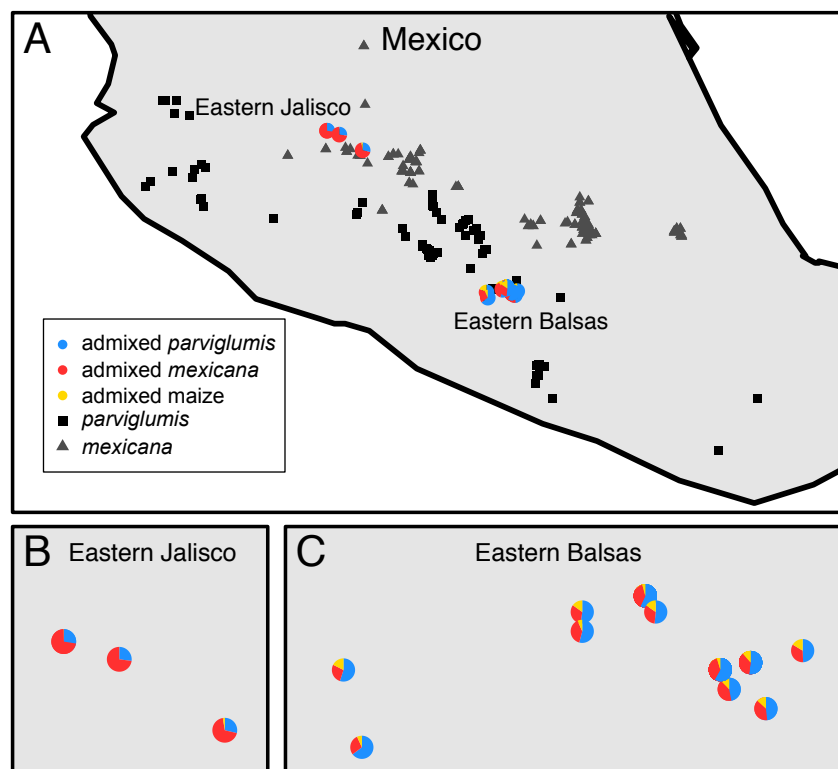 A
Mexico
Eastern Jalisco
Eastern Balsas
admixed parviglumis
admixed mexicana
admixed maize
parviglumis
mexicana
B
Eastern Jalisco
C
Eastern Balsas